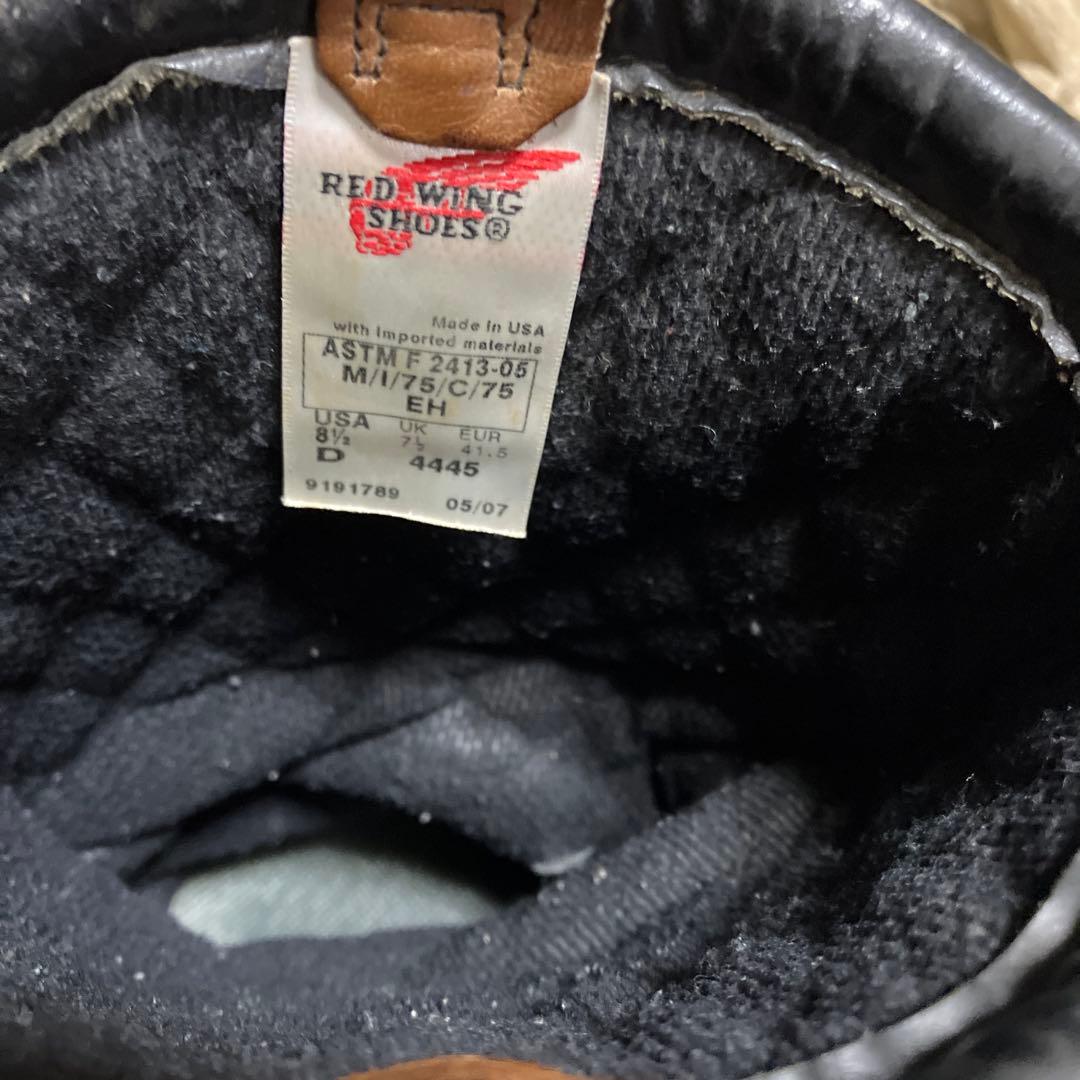 RED WING
SHOES®
Made in USA
with imported materials
ASTM F 2413-05
M/I/75/C/75
EH
USA UK EUR
8½ 7½ 41.5
D 4445
9191789 05/07